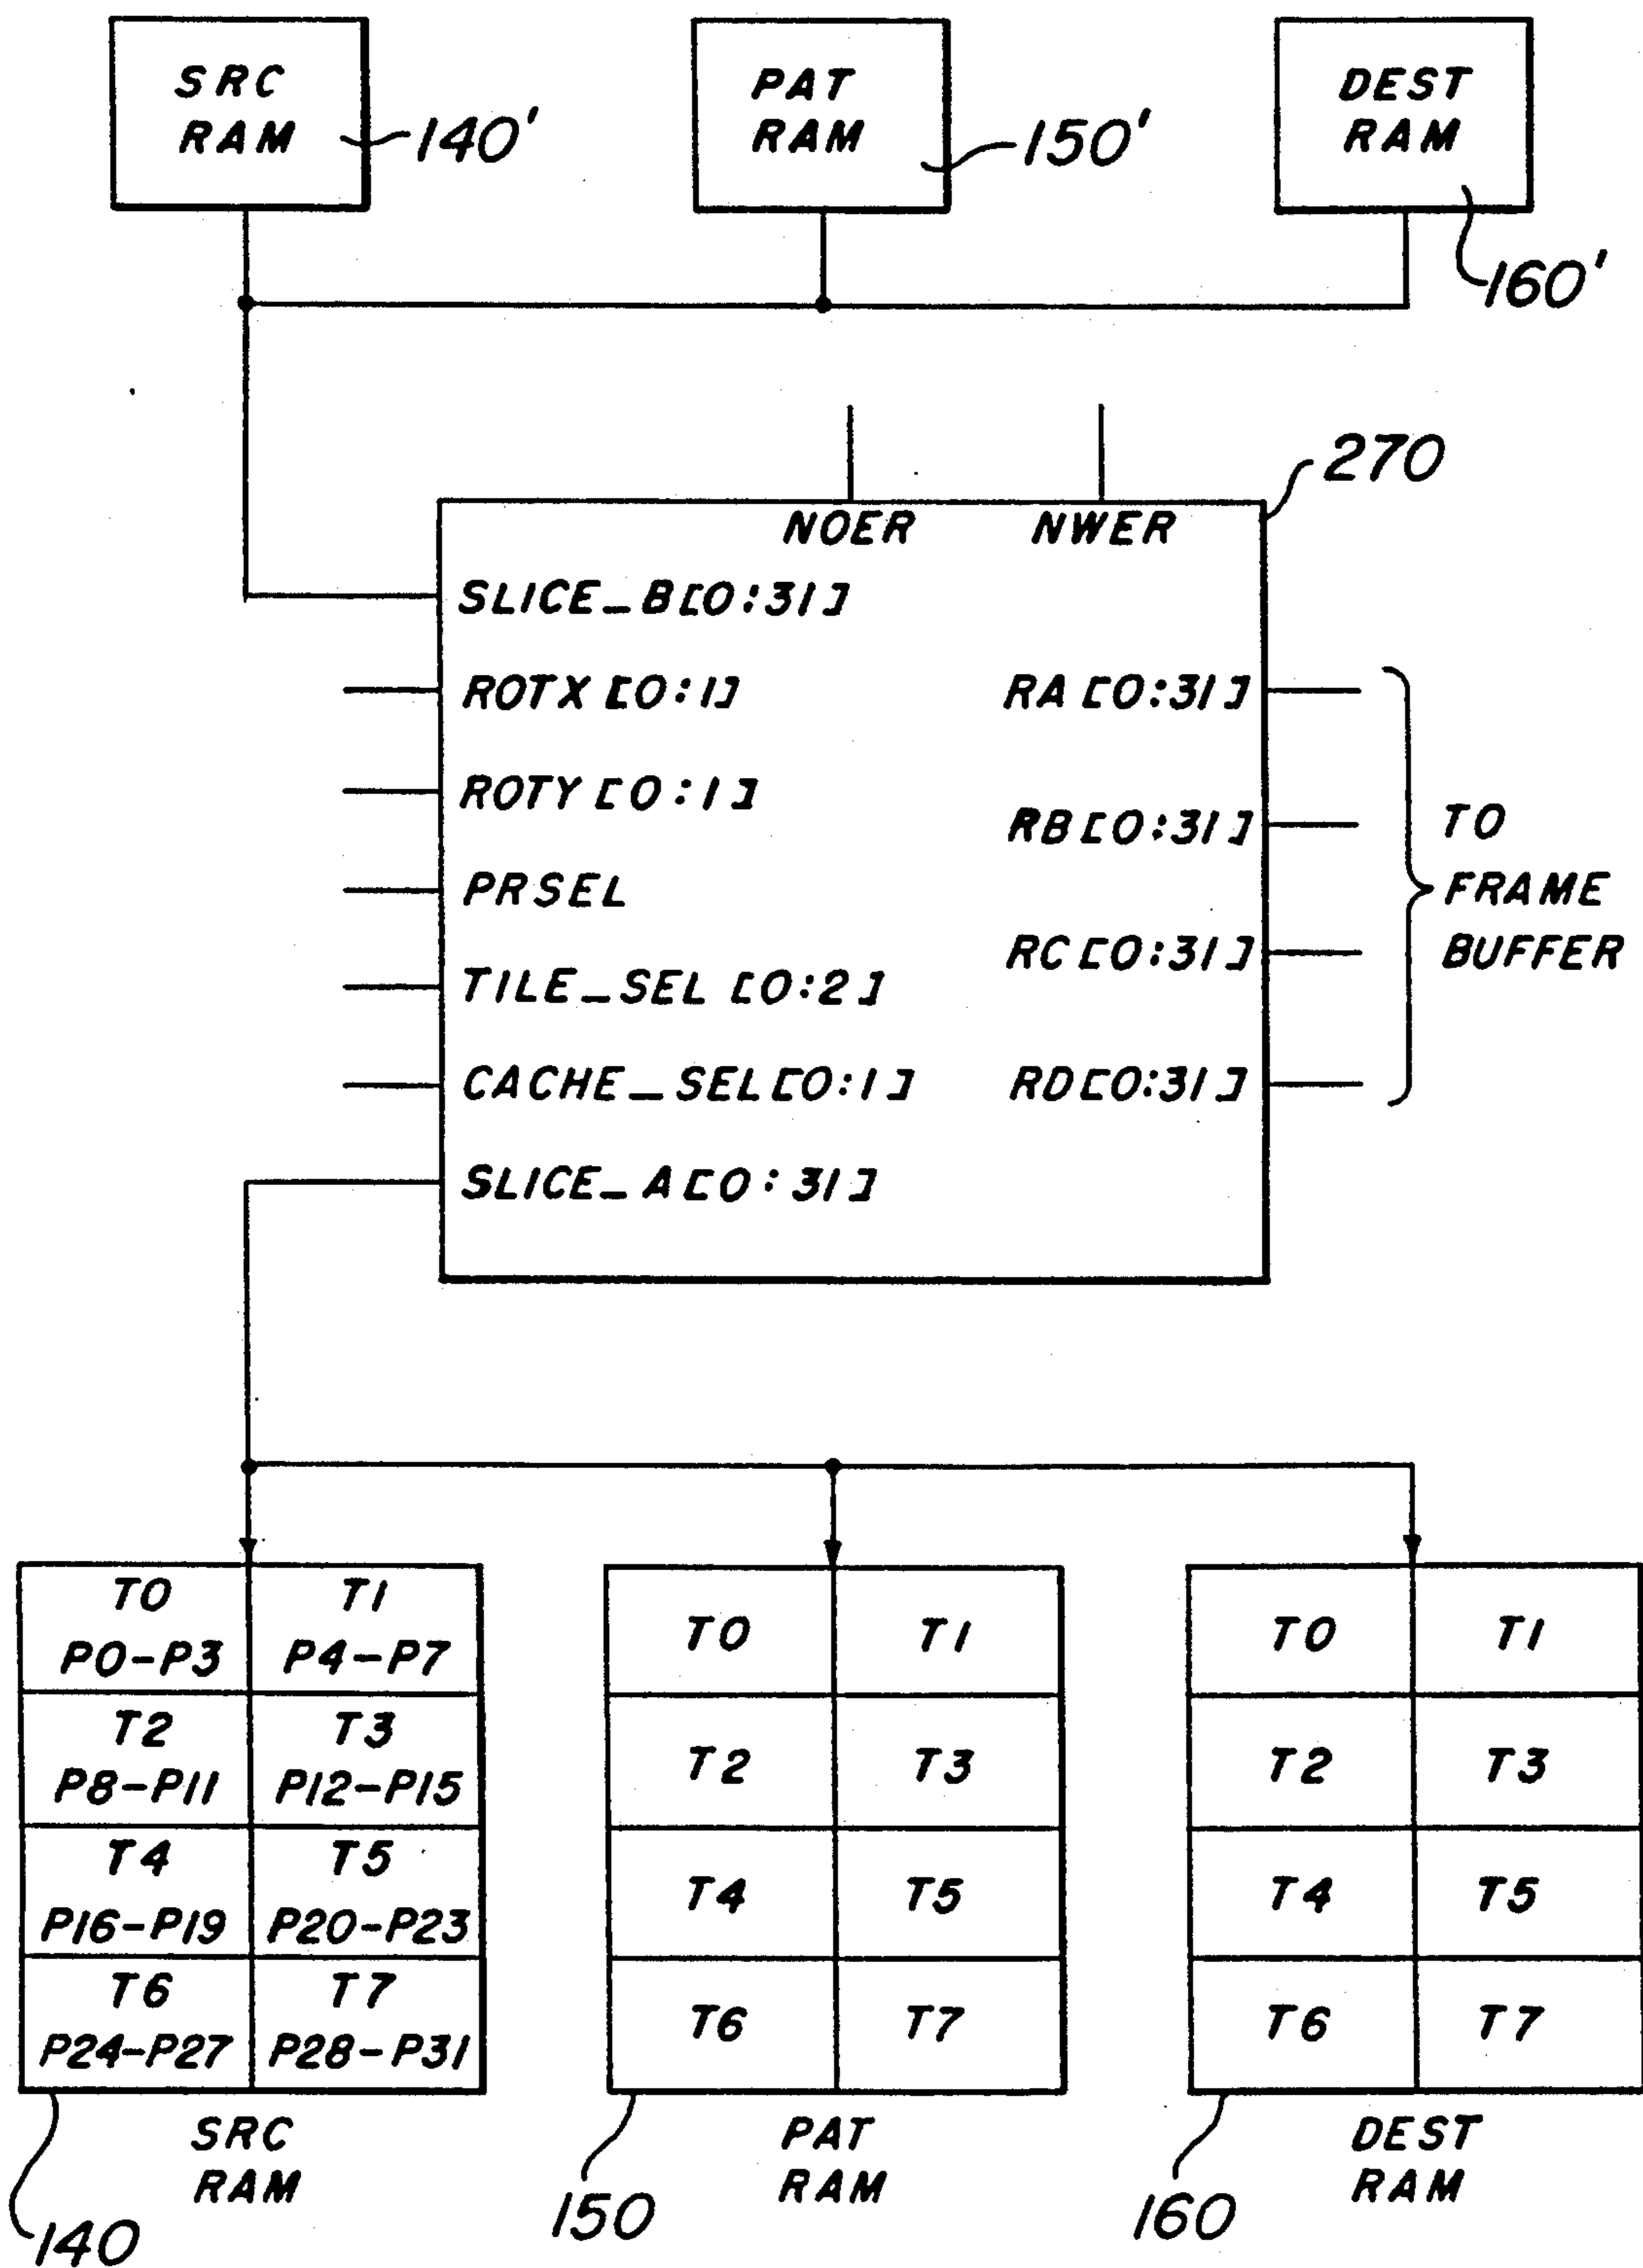 SRC
RAM
140'
PAT
RAM
150'
DEST
RAM
160'
270
NOER
NWER
SLICE_B[0:31]
ROTX [0:1]
ROTY [0:1]
PRSEL
TILE_SEL [0:2]
CACHE_SEL[0:1]
SLICE_A[0:31]
RA [0:31]
RB [0:31]
RC [0:31]
RD[0:31]
TO
FRAME
BUFFER
T0
P0-P3
T1
P4-P7
T2
P8-P11
T3
P12-P15
T4
P16-P19
T5
P20-P23
T6
P24-P27
T7
P28-P31
SRC
RAM
140
T0
T1
T2
T3
T4
T5
T6
T7
PAT
RAM
150
T0
T1
T2
T3
T4
T5
T6
T7
DEST
RAM
160